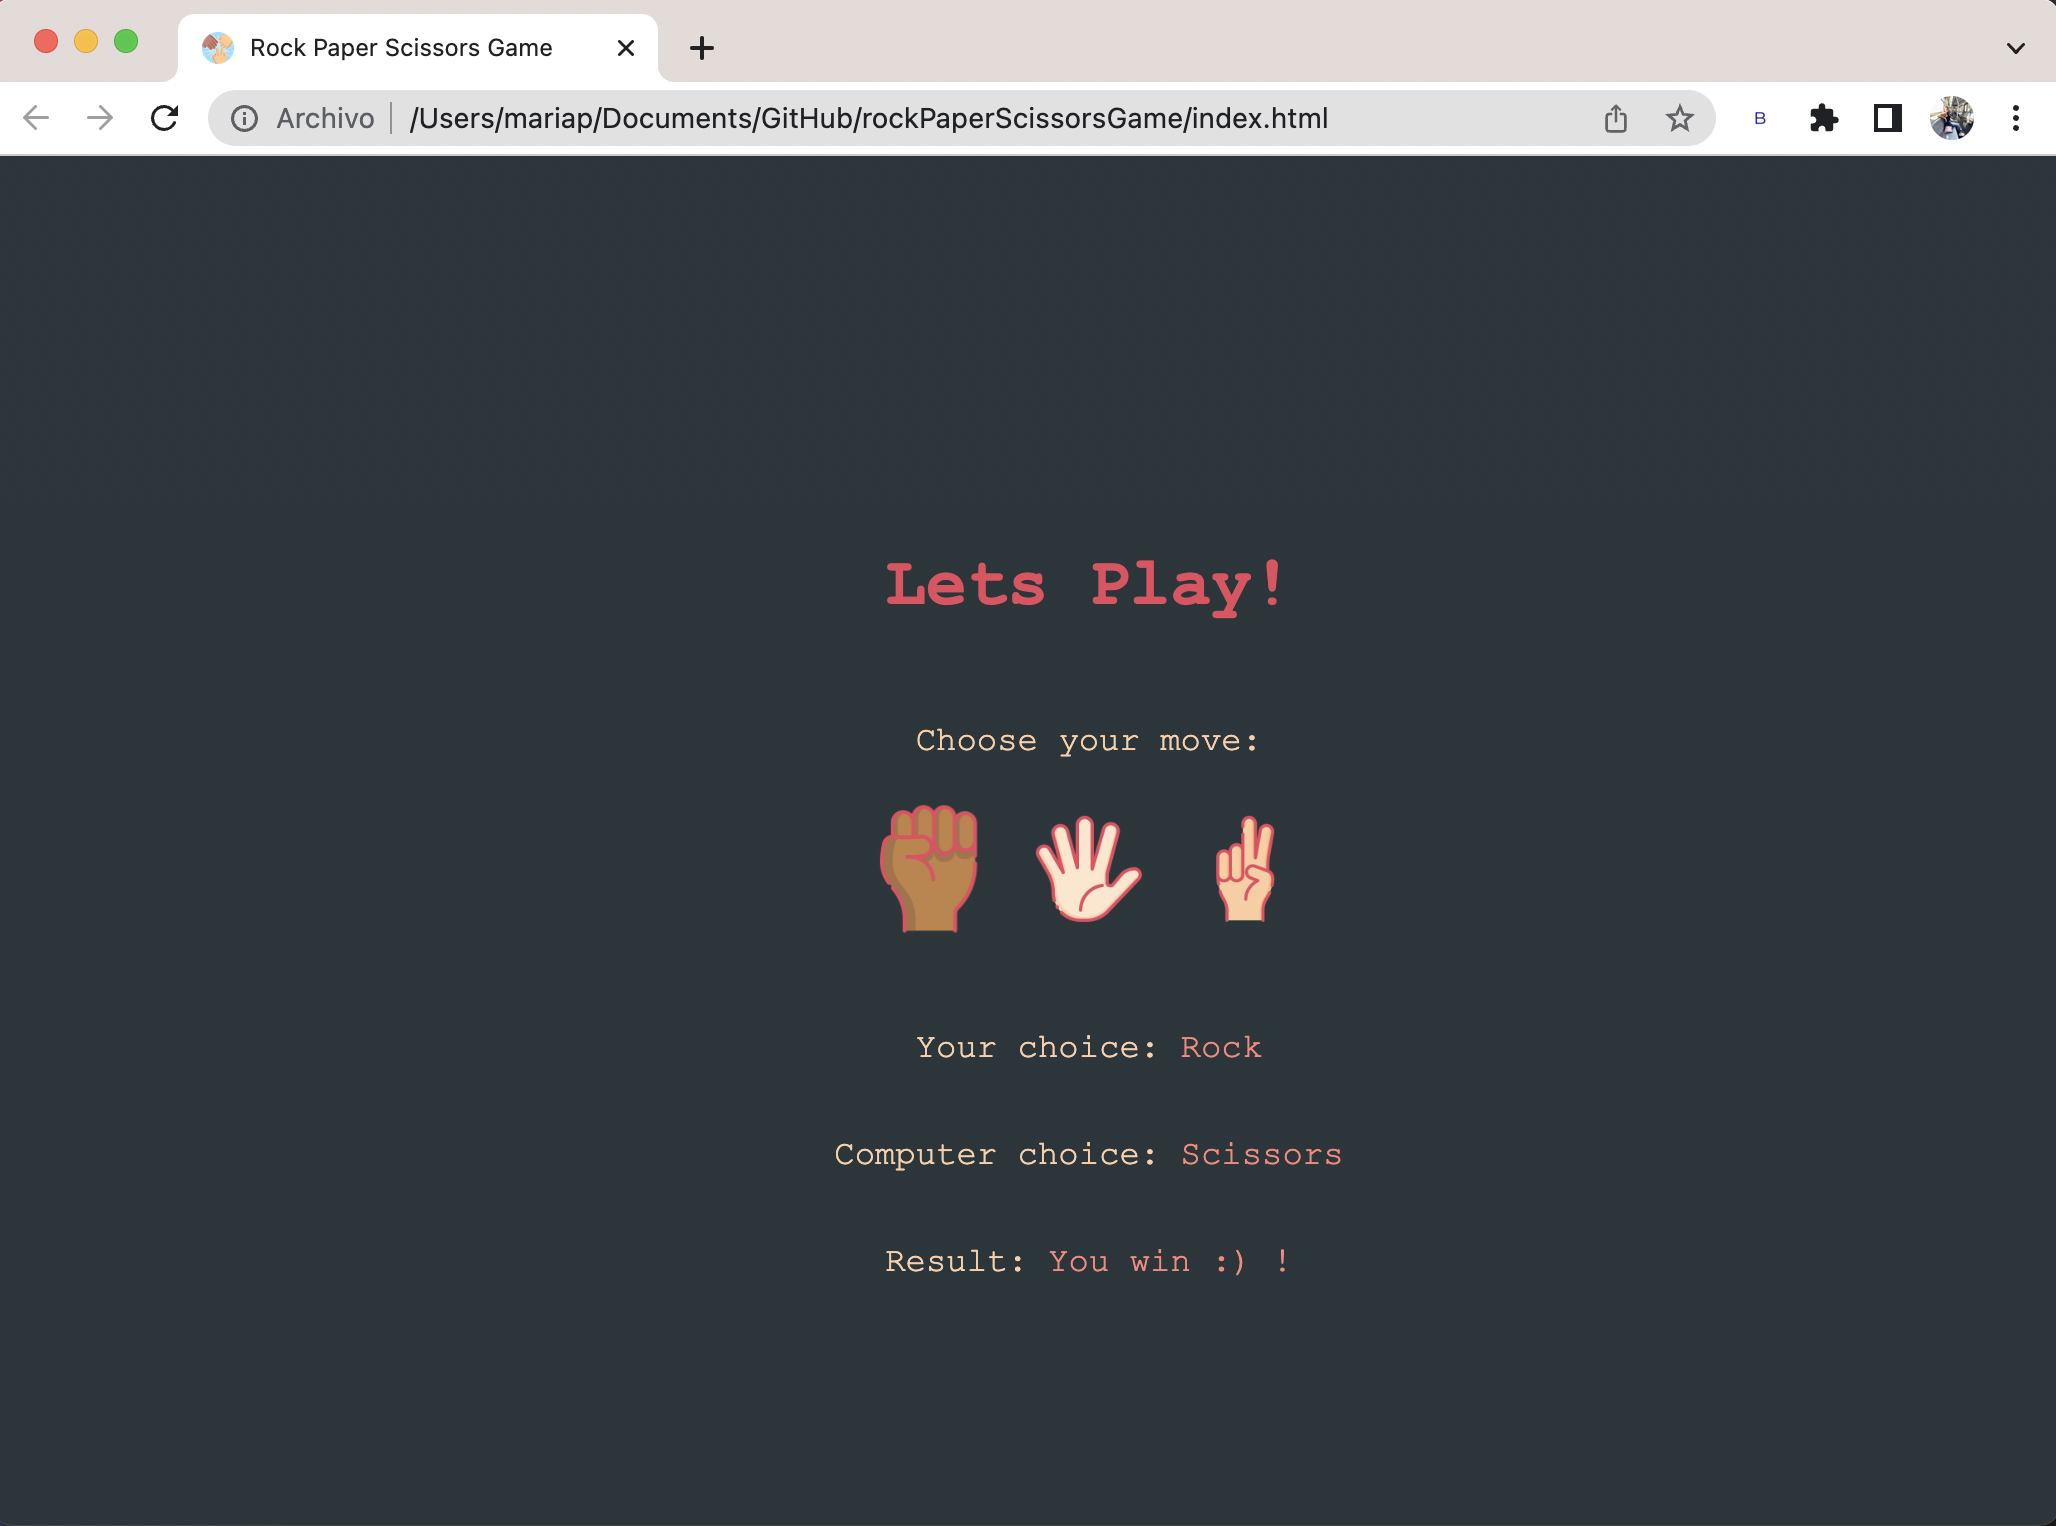 Rock Paper Scissors Game
Archivo
/Users/mariap/Documents/GitHub/rockPaperScissorsGame/index.html
B
Lets Play!
Choose your move:
Your choice: Rock
Computer choice: Scissors
Result: You win :) !